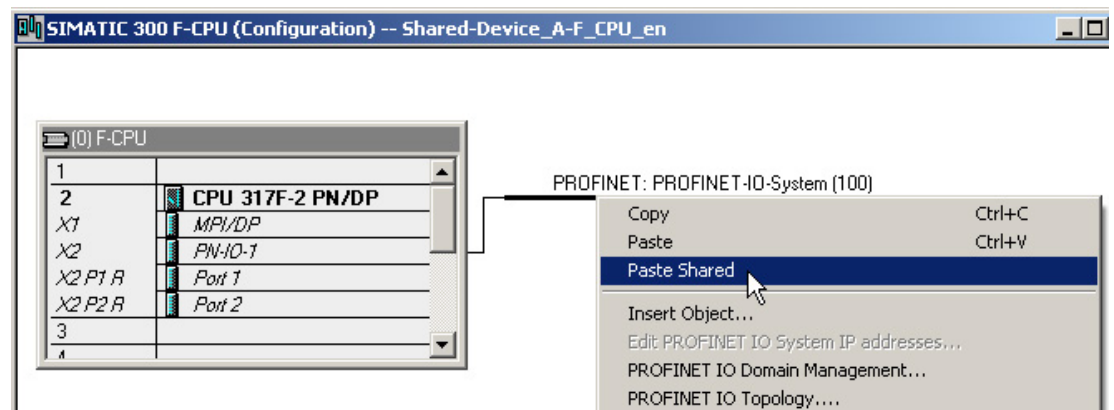 SIMATIC 300 F-CPU (Configuration) -- Shared-Device_A-F_CPU_en
(0) F-CPU
1
2 CPU 317F-2 PN/DP
X1 MPI/DP
X2 PN-IO-1
X2 P1 R Port 1
X2 P2 R Port 2
3
PROFINET: PROFINET-IO-System (100)
Copy Ctrl+C
Paste Ctrl+V
Paste Shared
Insert Object...
Edit PROFINET IO System IP addresses...
PROFINET IO Domain Management...
PROFINET IO Topology....